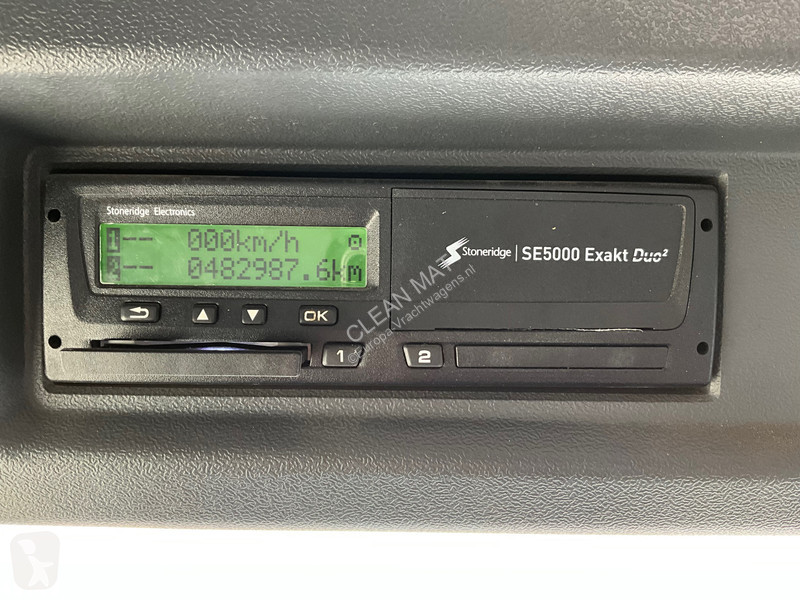 Stoneridge Electronics
1-- 000km/h
2-- 0482987.6km
Stoneridge | SE5000 Exakt Duo²
OK
1
2
CLEAN MAT